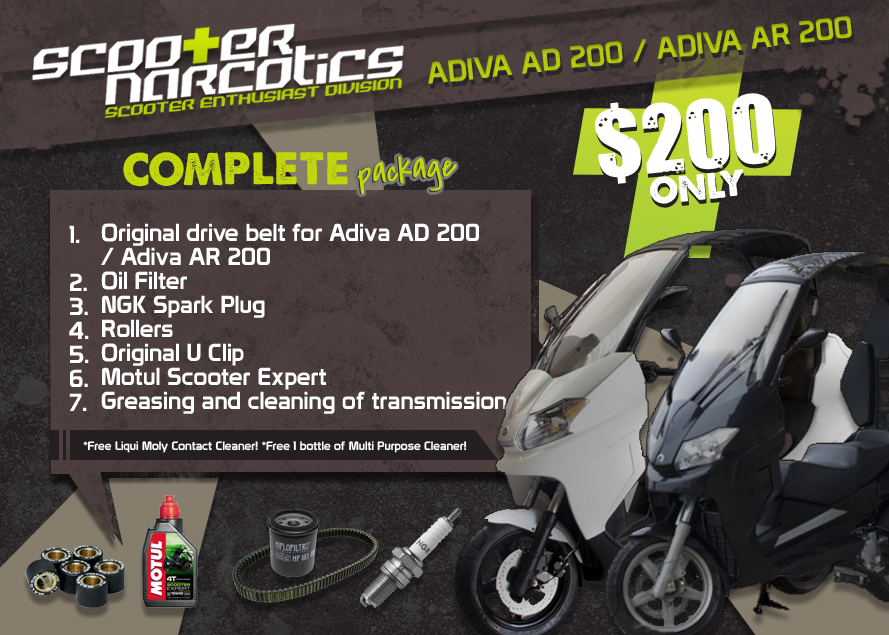 SCOOTER
NARCOTICS
SCOOTER ENTHUSIAST DIVISION
ADIVA AD 200 / ADIVA AR 200
$200
ONLY
COMPLETE package
1. Original drive belt for Adiva AD 200
/ Adiva AR 200
2. Oil Filter
3. NGK Spark Plug
4. Rollers
5. Original U Clip
6. Motul Scooter Expert
7. Greasing and cleaning of transmission
*Free Liqui Moly Contact Cleaner! *Free 1 bottle of Multi Purpose Cleaner!
MOTUL
4T
SCOOTER
EXPERT
HIFLOFILTRO
NGK